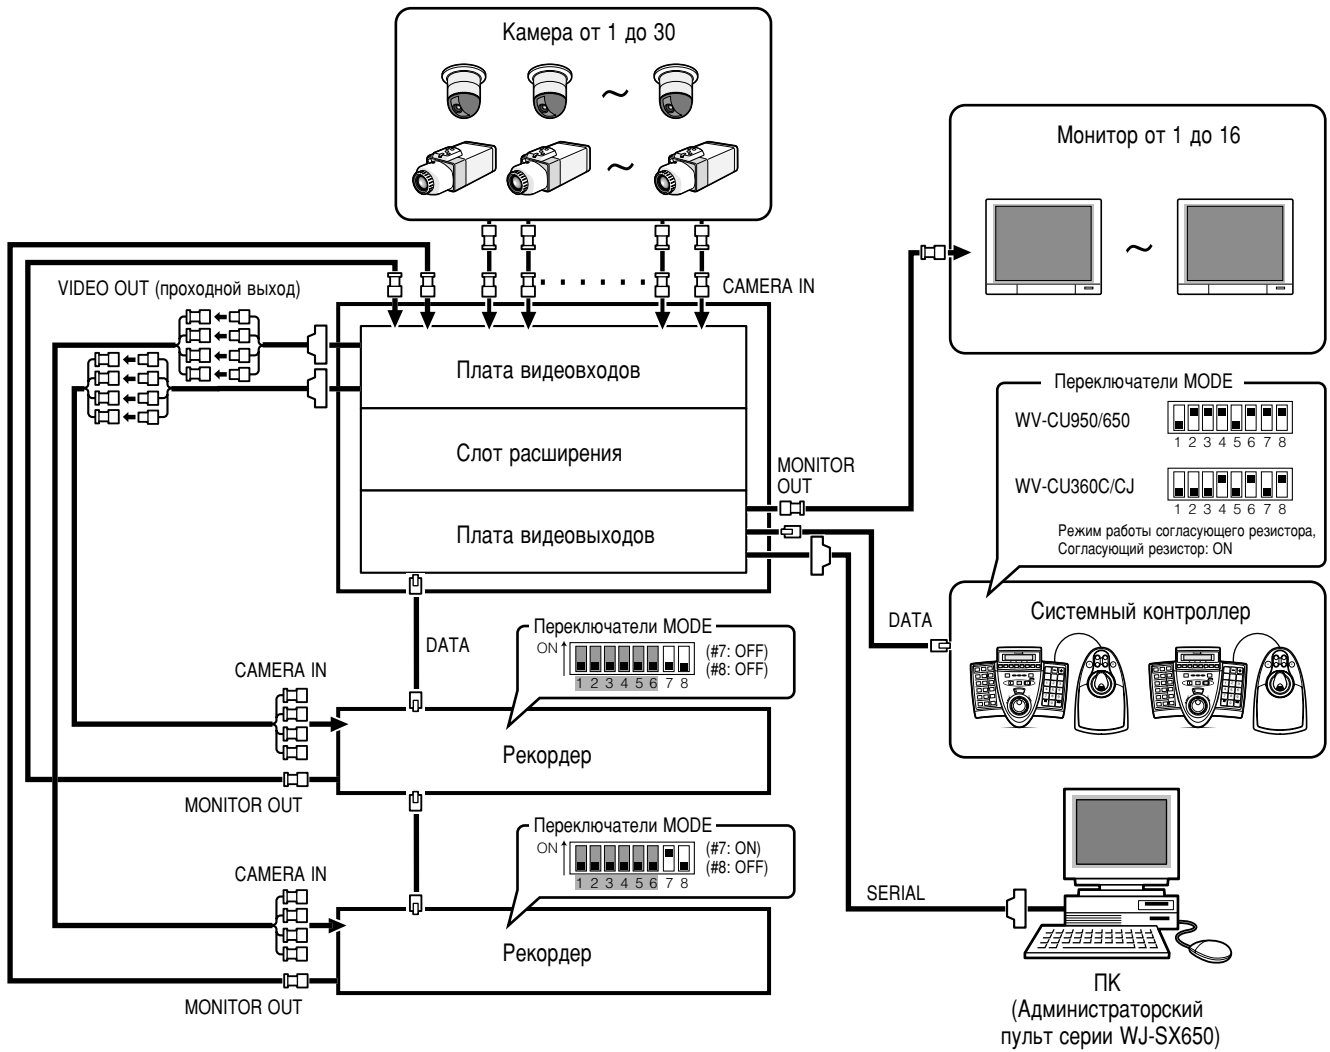 Камера от 1 до 30
Монитор от 1 до 16
VIDEO OUT (проходной выход)
CAMERA IN
Плата видеовходов
Слот расширения
Плата видеовыходов
MONITOR
OUT
Переключатели MODE
WV-CU950/650
1 2 3 4 5 6 7 8
WV-CU360C/CJ
1 2 3 4 5 6 7 8
Режим работы согласующего резистора,
Согласующий резистор: ON
DATA
Системный контроллер
DATA
Переключатели MODE
ON
(#7: OFF)
(#8: OFF)
1 2 3 4 5 6 7 8
CAMERA IN
Рекордер
MONITOR OUT
Переключатели MODE
ON
(#7: ON)
(#8: OFF)
1 2 3 4 5 6 7 8
CAMERA IN
Рекордер
MONITOR OUT
SERIAL
ПК
(Администраторский
пульт серии WJ-SX650)